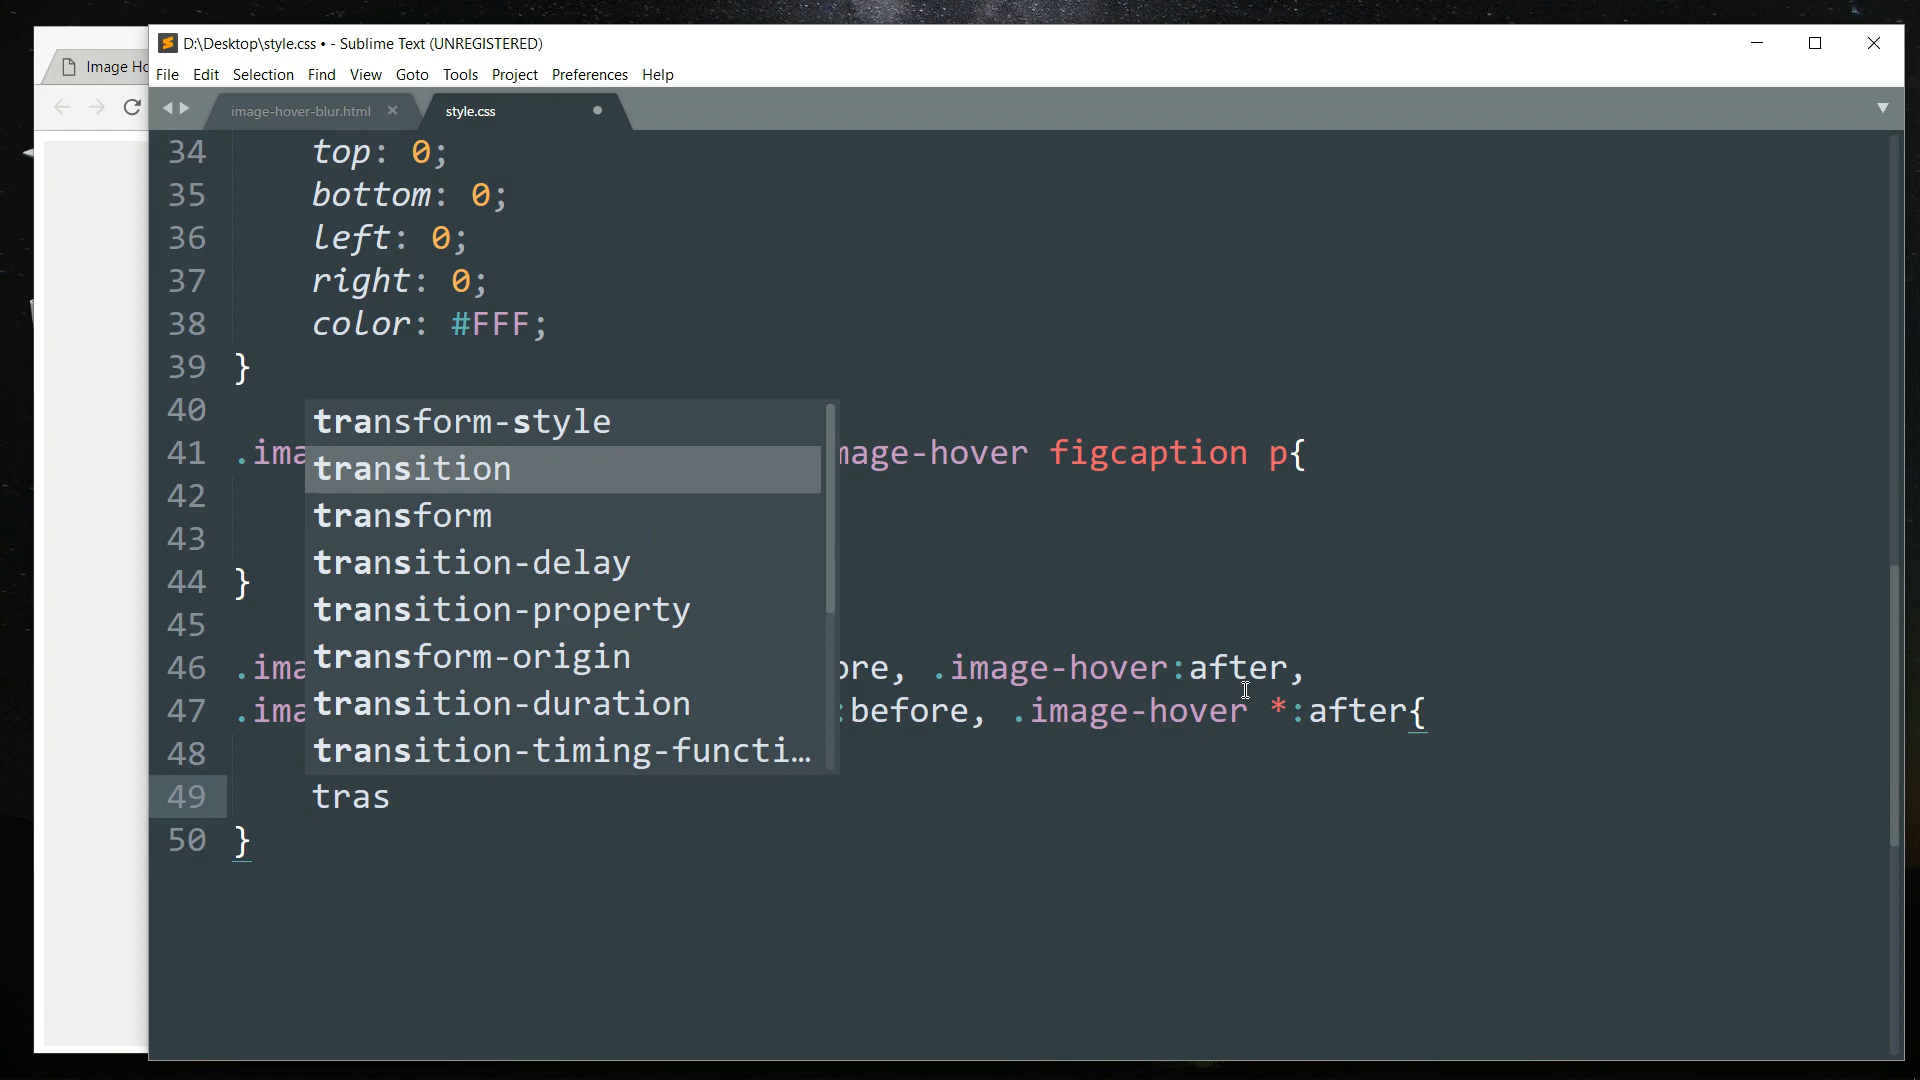 D:\Desktop\style.css • - Sublime Text (UNREGISTERED)
Image Ho
File Edit Selection Find View Goto Tools Project Preferences Help
image-hover-blur.html style.css
34 top: 0;
35 bottom: 0;
36 left: 0;
37 right: 0;
38 color: #FFF;
39 }
40
transform-style
41 .ima mage-hover figcaption p{
transition
42
transform
43
transition-delay
44 }
transition-property
45
transform-origin
46 .ima ore, .image-hover:after,
transition-duration
47 .ima :before, .image-hover *:after{
transition-timing-functi…
48
49 tras
50 }